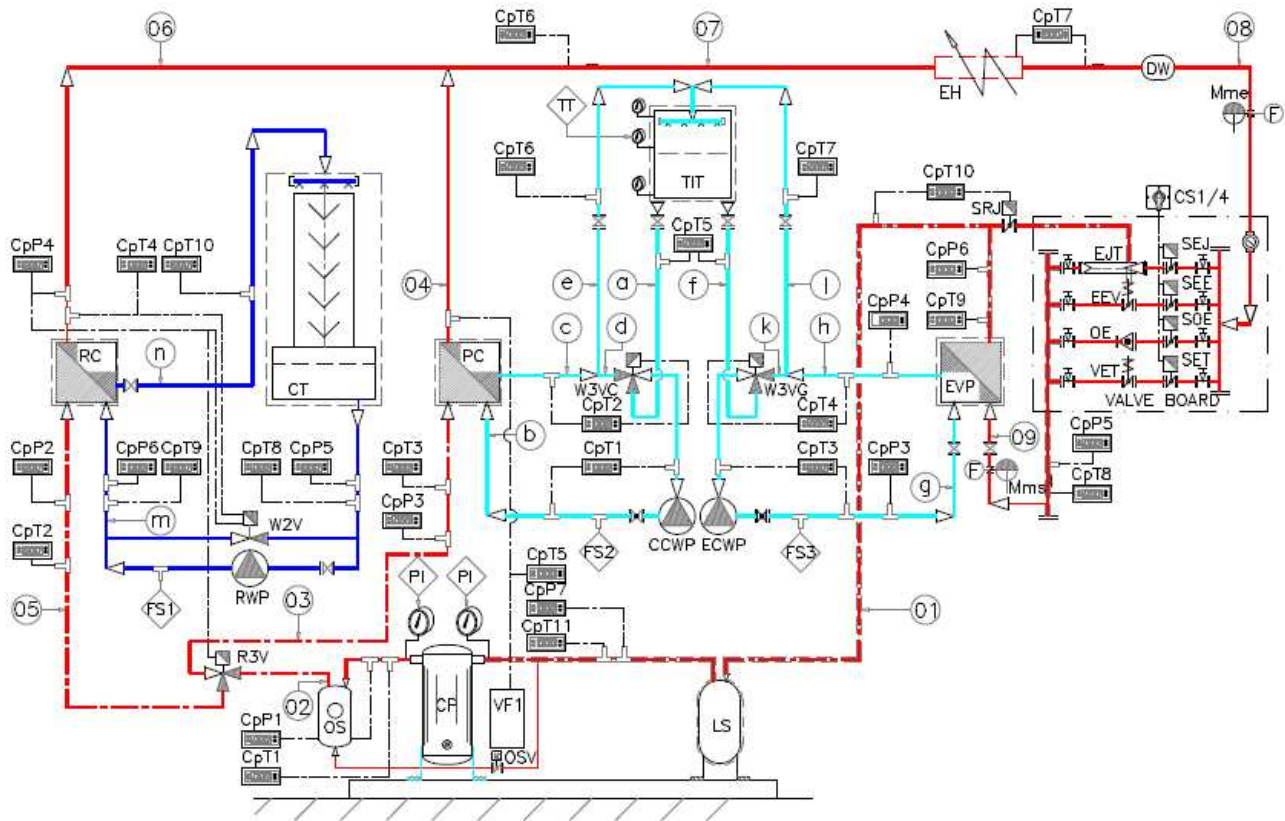 06
CpT6
07
CpT7
08
EH
DW
Mme
F
TT
TIT
CpT6
CpT7
CpT10
SRJ
CS1/4
CpP4
CpT4
CpT10
04
e
a
CpT5
f
l
CpP6
CpP4
CpT9
EJT
SEJ
EEV
SEE
OE
SOE
VET
SET
VALVE BOARD
RC
n
CT
PC
c
d
k
h
W3VC
W3VG
EVP
CpT2
CpT4
b
09
CpP2
CpP6
CpT9
CpT8
CpP5
CpT3
CpT1
CpT3
CpP3
g
F
Mms
CpP5
CpT8
CpP3
CpT2
m
W2V
RWP
FS1
CCWP
ECWP
FS2
FS3
05
03
PI
PI
CpT5
CpP7
CpT11
01
R3V
02
OS
CP
VF1
LS
OSV
CpP1
CpT1